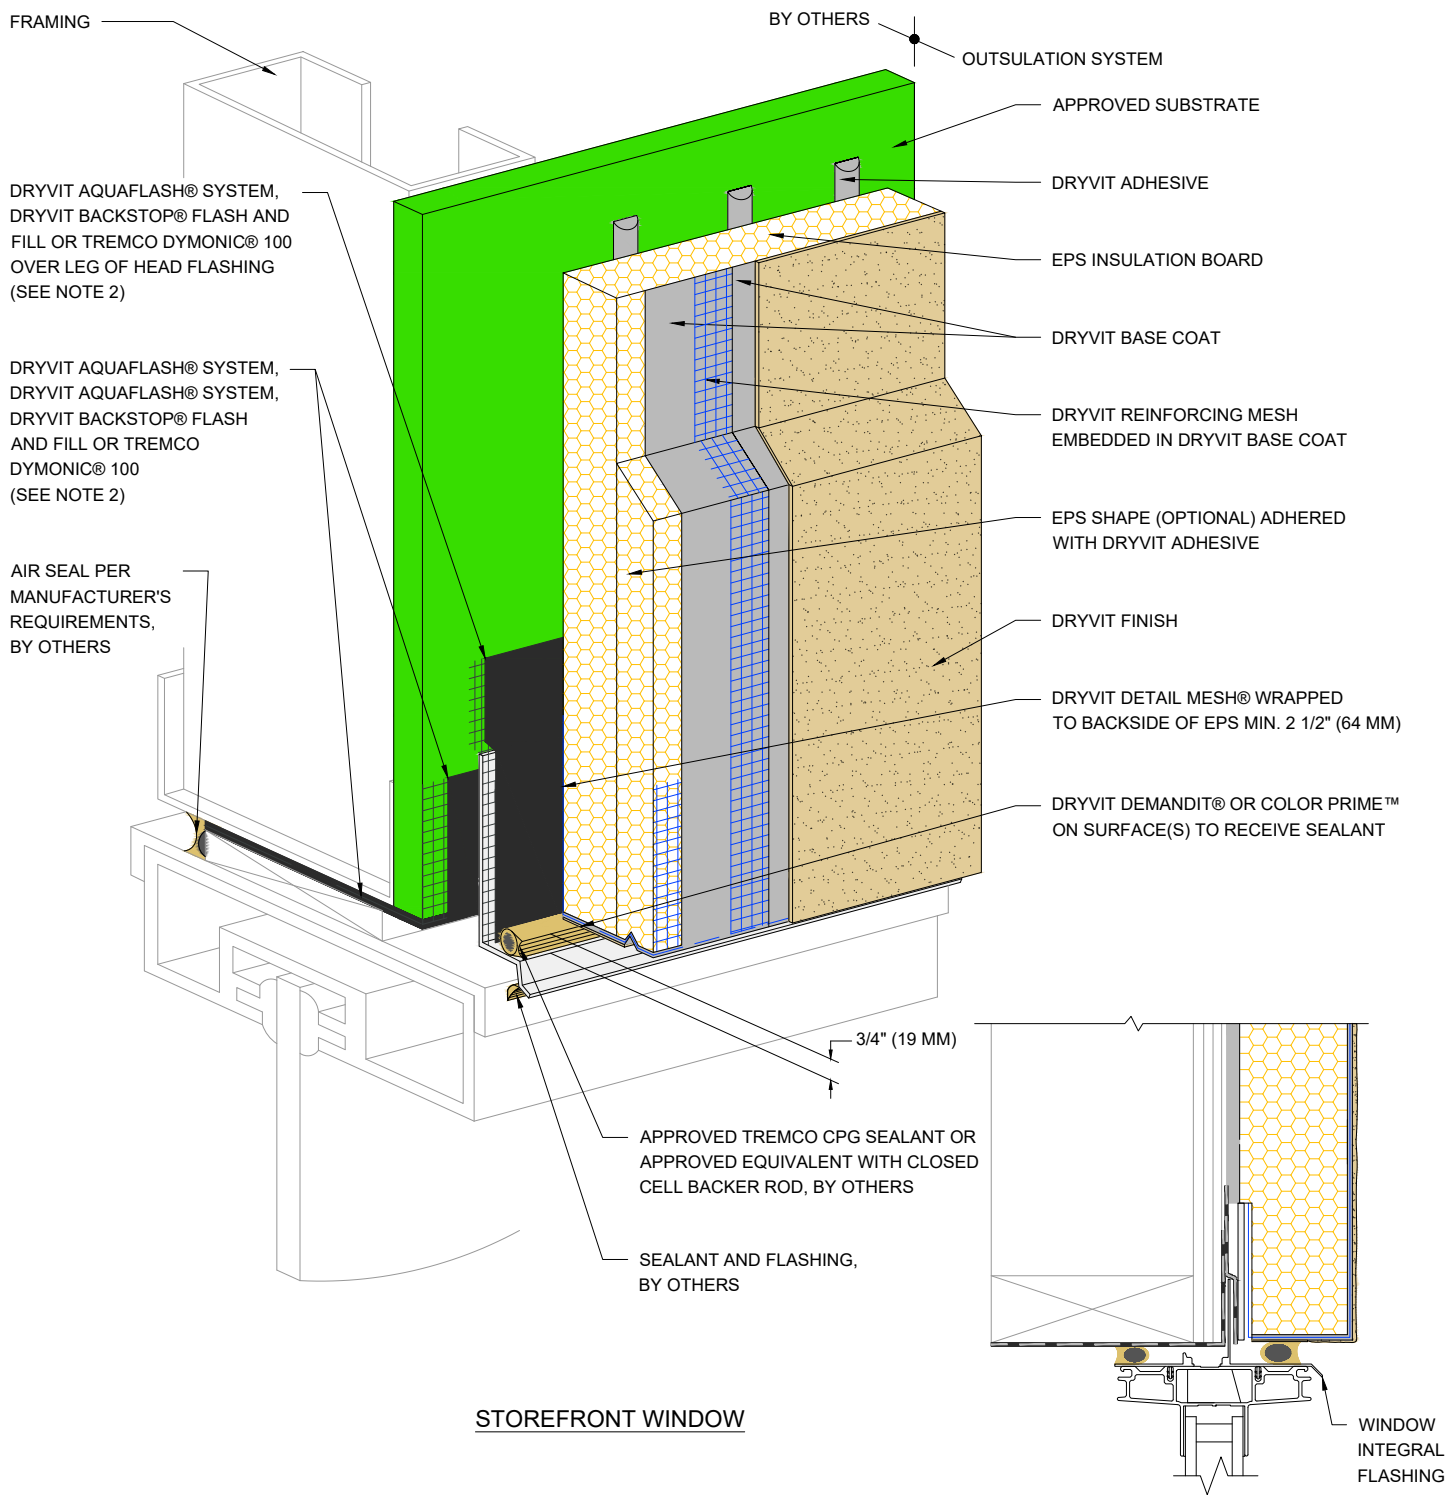 FRAMING
DRYVIT AQUAFLASH® SYSTEM,
DRYVIT BACKSTOP® FLASH AND
FILL OR TREMCO DYMONIC® 100
OVER LEG OF HEAD FLASHING
(SEE NOTE 2)
DRYVIT AQUAFLASH® SYSTEM,
DRYVIT AQUAFLASH® SYSTEM,
DRYVIT BACKSTOP® FLASH
AND FILL OR TREMCO
DYMONIC® 100
(SEE NOTE 2)
AIR SEAL PER
MANUFACTURER'S
REQUIREMENTS,
BY OTHERS
BY OTHERS
OUTSULATION SYSTEM
APPROVED SUBSTRATE
DRYVIT ADHESIVE
EPS INSULATION BOARD
DRYVIT BASE COAT
DRYVIT REINFORCING MESH
EMBEDDED IN DRYVIT BASE COAT
EPS SHAPE (OPTIONAL) ADHERED
WITH DRYVIT ADHESIVE
DRYVIT FINISH
DRYVIT DETAIL MESH® WRAPPED
TO BACKSIDE OF EPS MIN. 2 1/2" (64 MM)
DRYVIT DEMANDIT® OR COLOR PRIME™
ON SURFACE(S) TO RECEIVE SEALANT
3/4" (19 MM)
APPROVED TREMCO CPG SEALANT OR
APPROVED EQUIVALENT WITH CLOSED
CELL BACKER ROD, BY OTHERS
SEALANT AND FLASHING,
BY OTHERS
STOREFRONT WINDOW
WINDOW
INTEGRAL
FLASHING